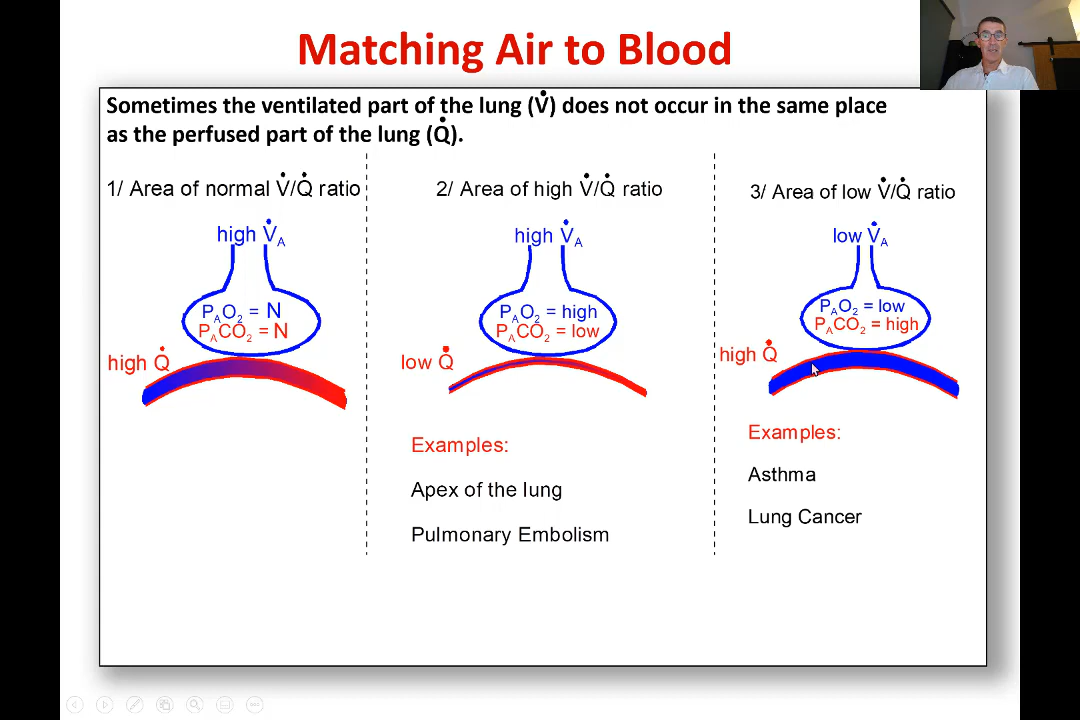 Matching Air to Blood
Sometimes the ventilated part of the lung (V̇) does not occur in the same place
as the perfused part of the lung (Q̇).
1/ Area of normal V̇/Q̇ ratio
high V̇A
PAO2 = N
PACO2 = N
high Q̇
2/ Area of high V̇/Q̇ ratio
high V̇A
PAO2 = high
PACO2 = low
low Q̇
Examples:
Apex of the lung
Pulmonary Embolism
3/ Area of low V̇/Q̇ ratio
low V̇A
PAO2 = low
PACO2 = high
high Q̇
Examples:
Asthma
Lung Cancer